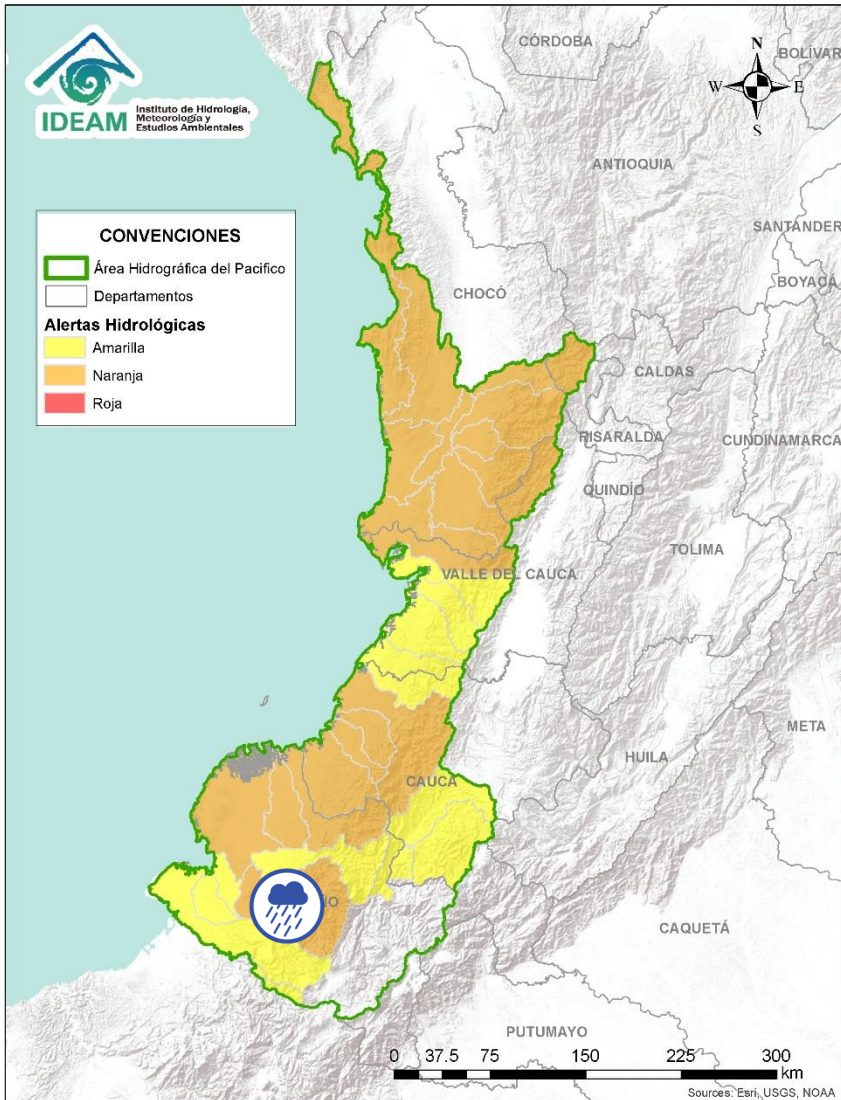 IDEAM
Instituto de Hidrología,
Meteorología y
Estudios Ambientales
N
W
E
S
CÓRDOBA
BOLÍVAR
ANTIOQUIA
SANTANDER
BOYACÁ
CONVENCIONES
Área Hidrográfica del Pacifico
Departamentos
Alertas Hidrológicas
Amarilla
Naranja
Roja
CHOCÓ
CALDAS
RISARALDA
CUNDINAMARCA
QUINDÍO
TOLIMA
VALLE DEL CAUCA
META
HUILA
CAUCA
CAQUETÁ
PUTUMAYO
0 37.5 75 150 225 300
km
Sources: Esri, USGS, NOAA